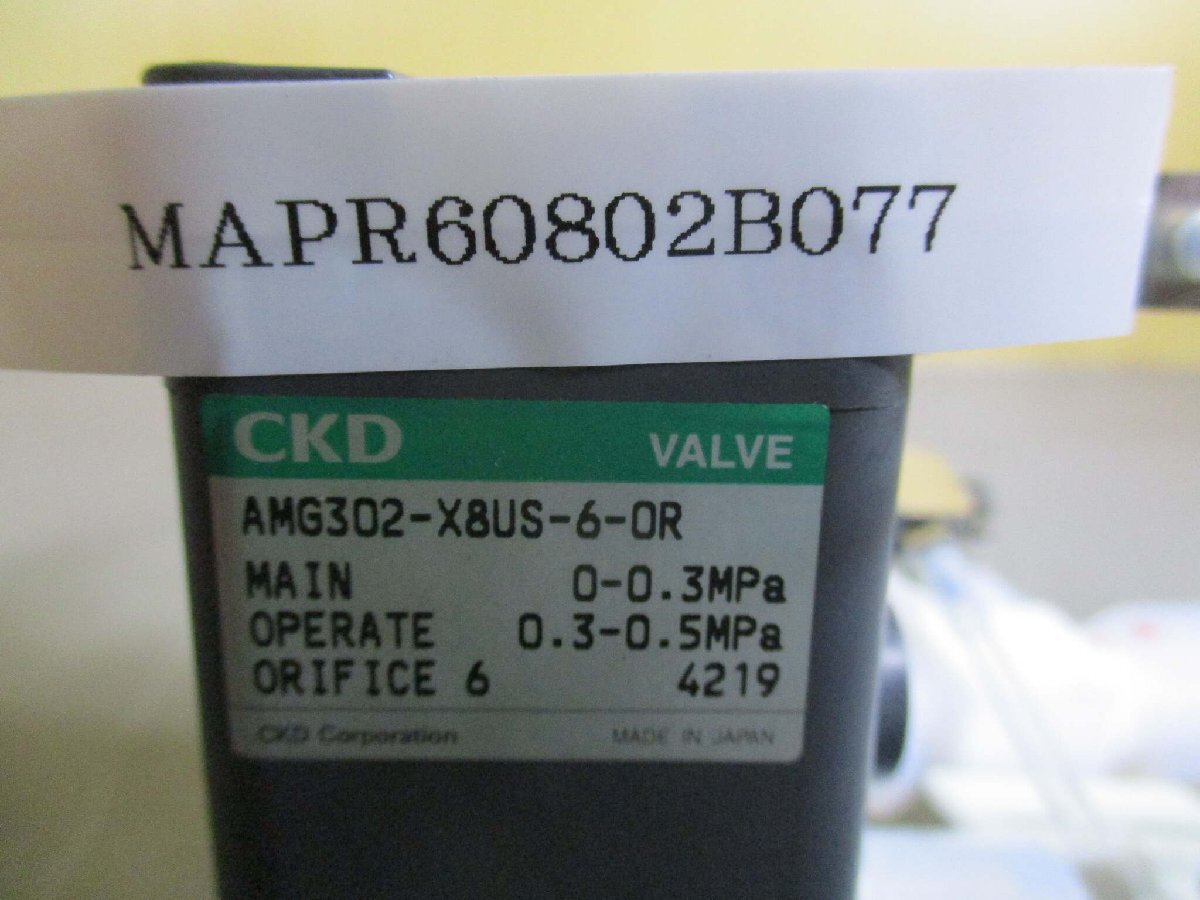 MAPR60802B077
CKD VALVE
AMG302-X8US-6-0R
MAIN 0-0.3MPa
OPERATE 0.3-0.5MPa
ORIFICE 6 4219
CKD Corporation MADE IN JAPAN